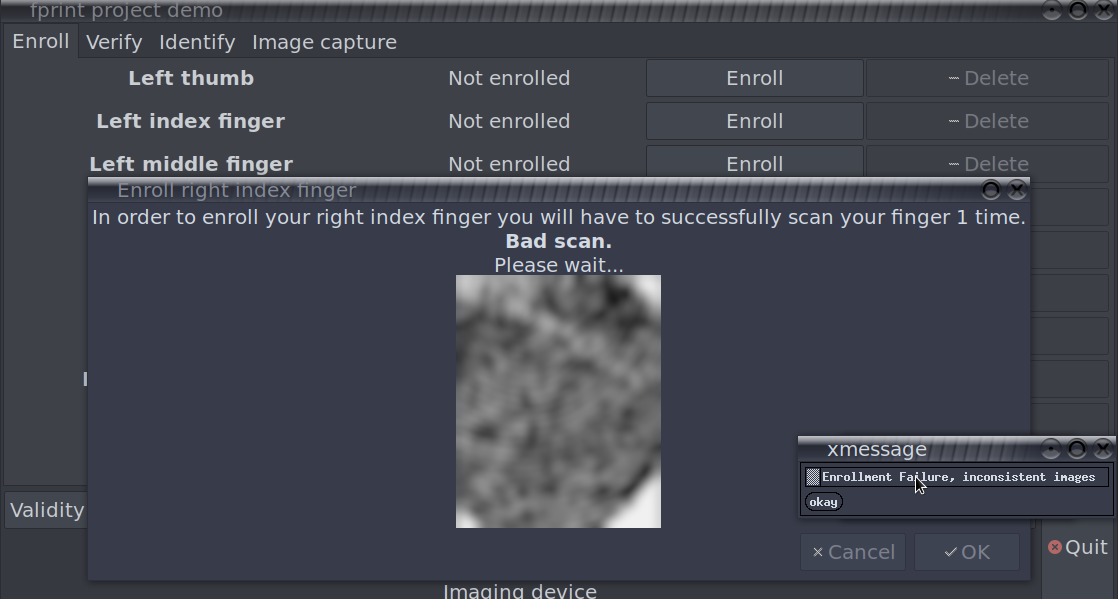 fprint project demo
Enroll Verify Identify Image capture
Left thumb Not enrolled Enroll Delete
Left index finger Not enrolled Enroll Delete
Left middle finger Not enrolled Enroll Delete
Enroll right index finger
In order to enroll your right index finger you will have to successfully scan your finger 1 time.
Bad scan.
Please wait...
xmessage
Enrollment Failure, inconsistent images
okay
Validity
Cancel OK
Quit
Imaging device